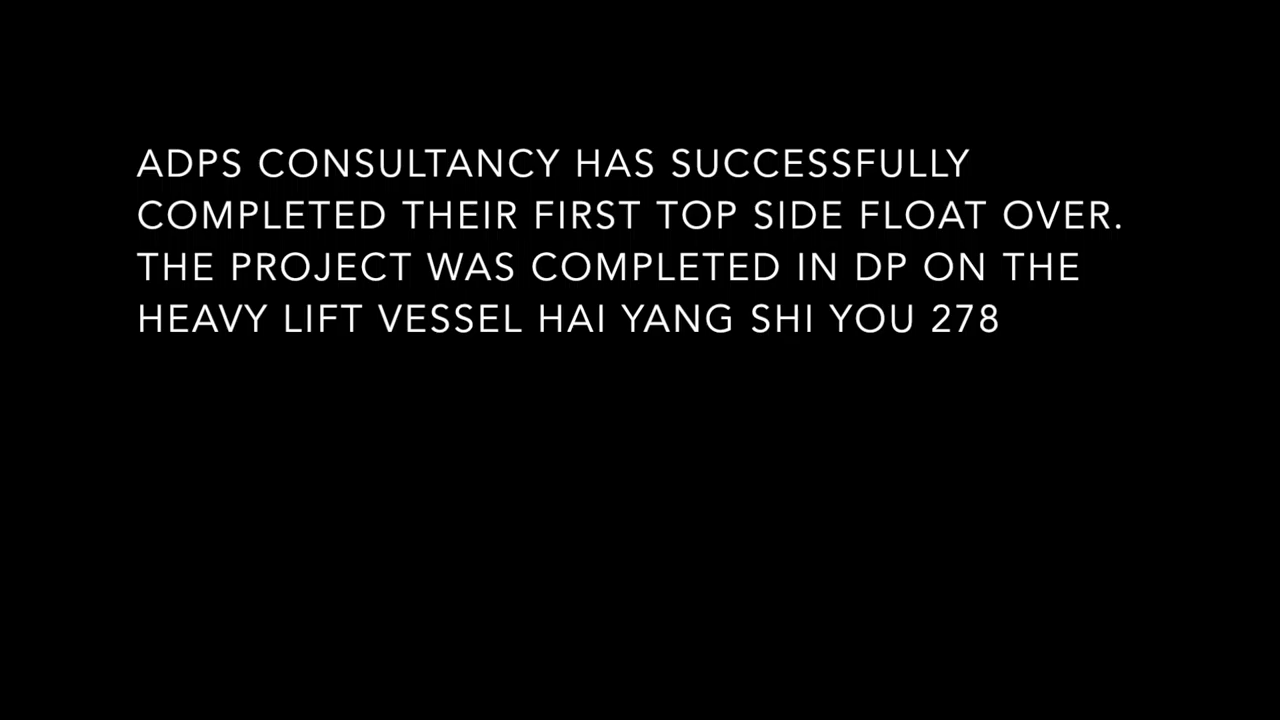 ADPS CONSULTANCY HAS SUCCESSFULLY
COMPLETED THEIR FIRST TOP SIDE FLOAT OVER.
THE PROJECT WAS COMPLETED IN DP ON THE
HEAVY LIFT VESSEL HAI YANG SHI YOU 278